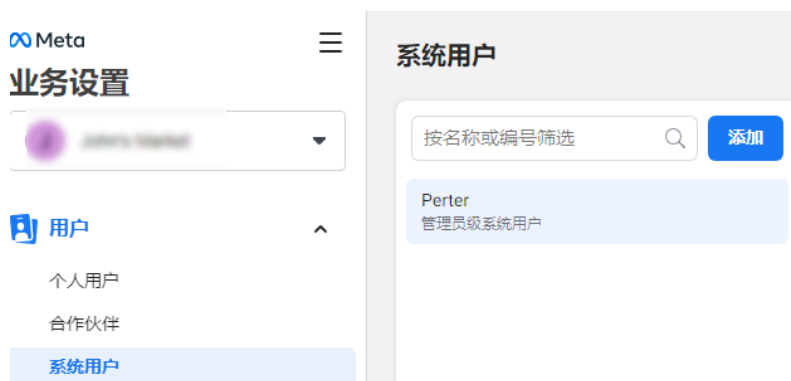 Meta
业务设置
用户
个人用户
合作伙伴
系统用户
系统用户
按名称或编号筛选
添加
Perter
管理员级系统用户